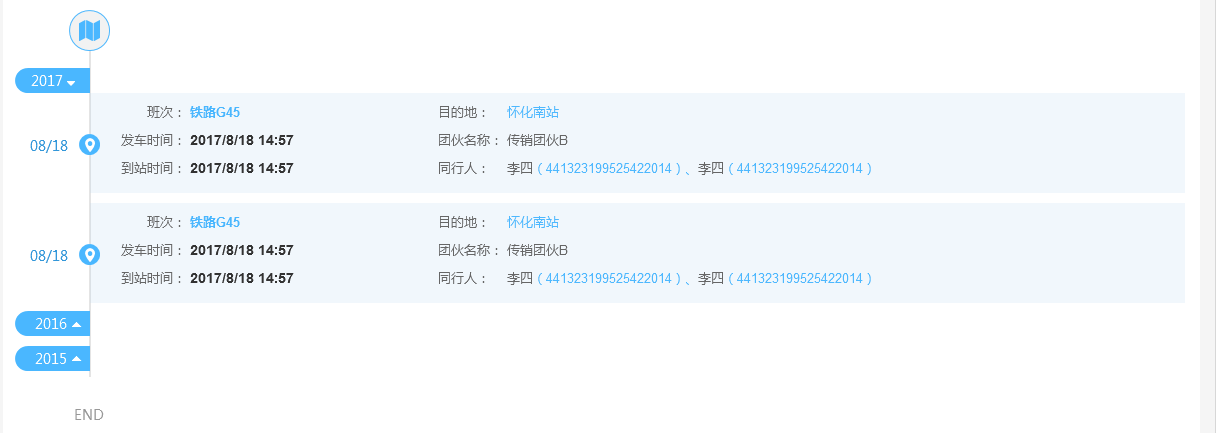 2017
班次： 铁路G45 目的地： 怀化南站
08/18 发车时间： 2017/8/18 14:57 团伙名称： 传销团伙B
到站时间： 2017/8/18 14:57 同行人： 李四（441323199525422014）、李四（441323199525422014）
班次： 铁路G45 目的地： 怀化南站
08/18 发车时间： 2017/8/18 14:57 团伙名称： 传销团伙B
到站时间： 2017/8/18 14:57 同行人： 李四（441323199525422014）、李四（441323199525422014）
2016
2015
END